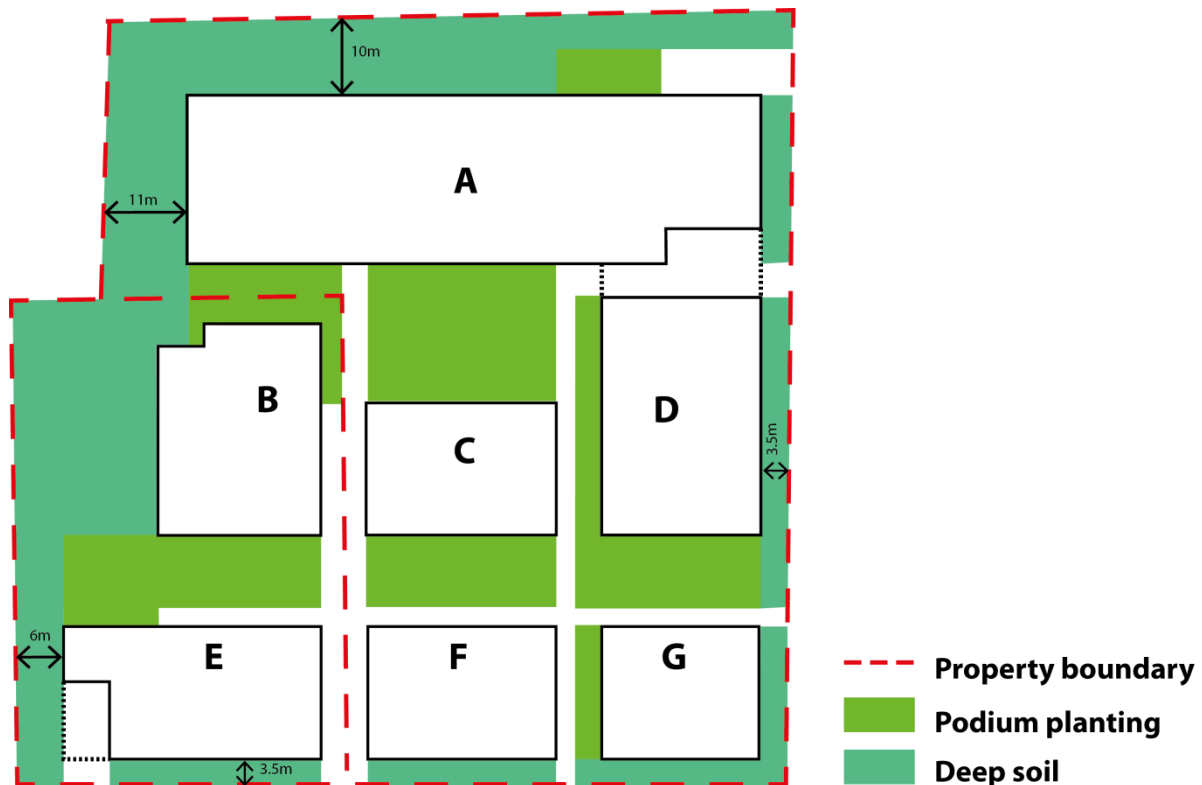 10m
A
11m
B
D
C
3.5m
6m
E
F
G
3.5m
Property boundary
Podium planting
Deep soil